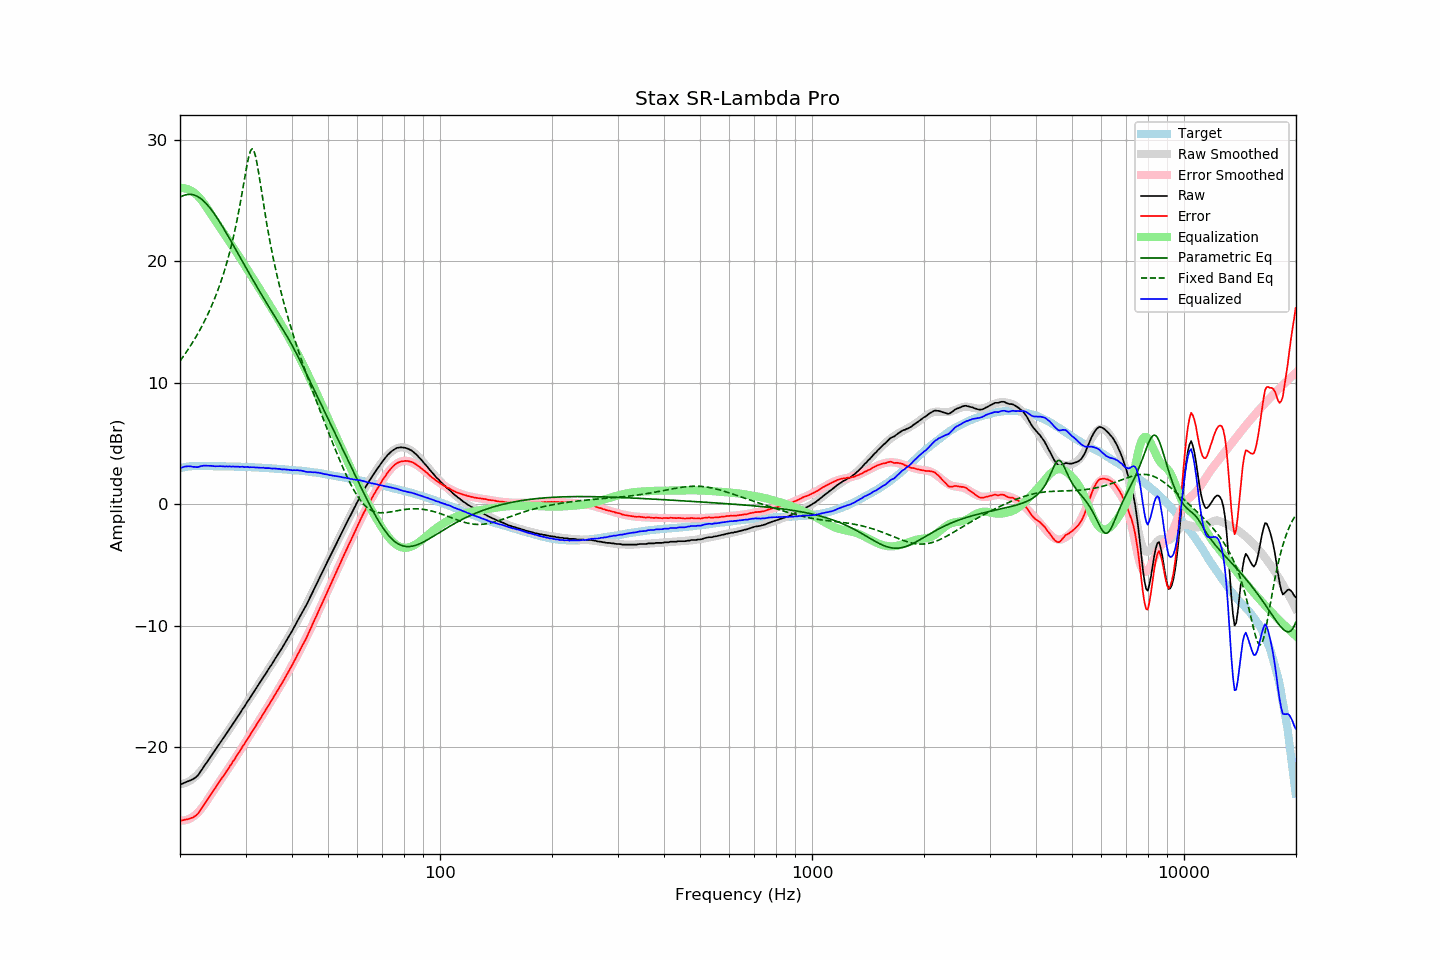 Stax SR-Lambda Pro
30
20
10
0
−10
−20
Amplitude (dBr)
Target
Raw Smoothed
Error Smoothed
Raw
Error
Equalization
Parametric Eq
Fixed Band Eq
Equalized
100
1000
10000
Frequency (Hz)